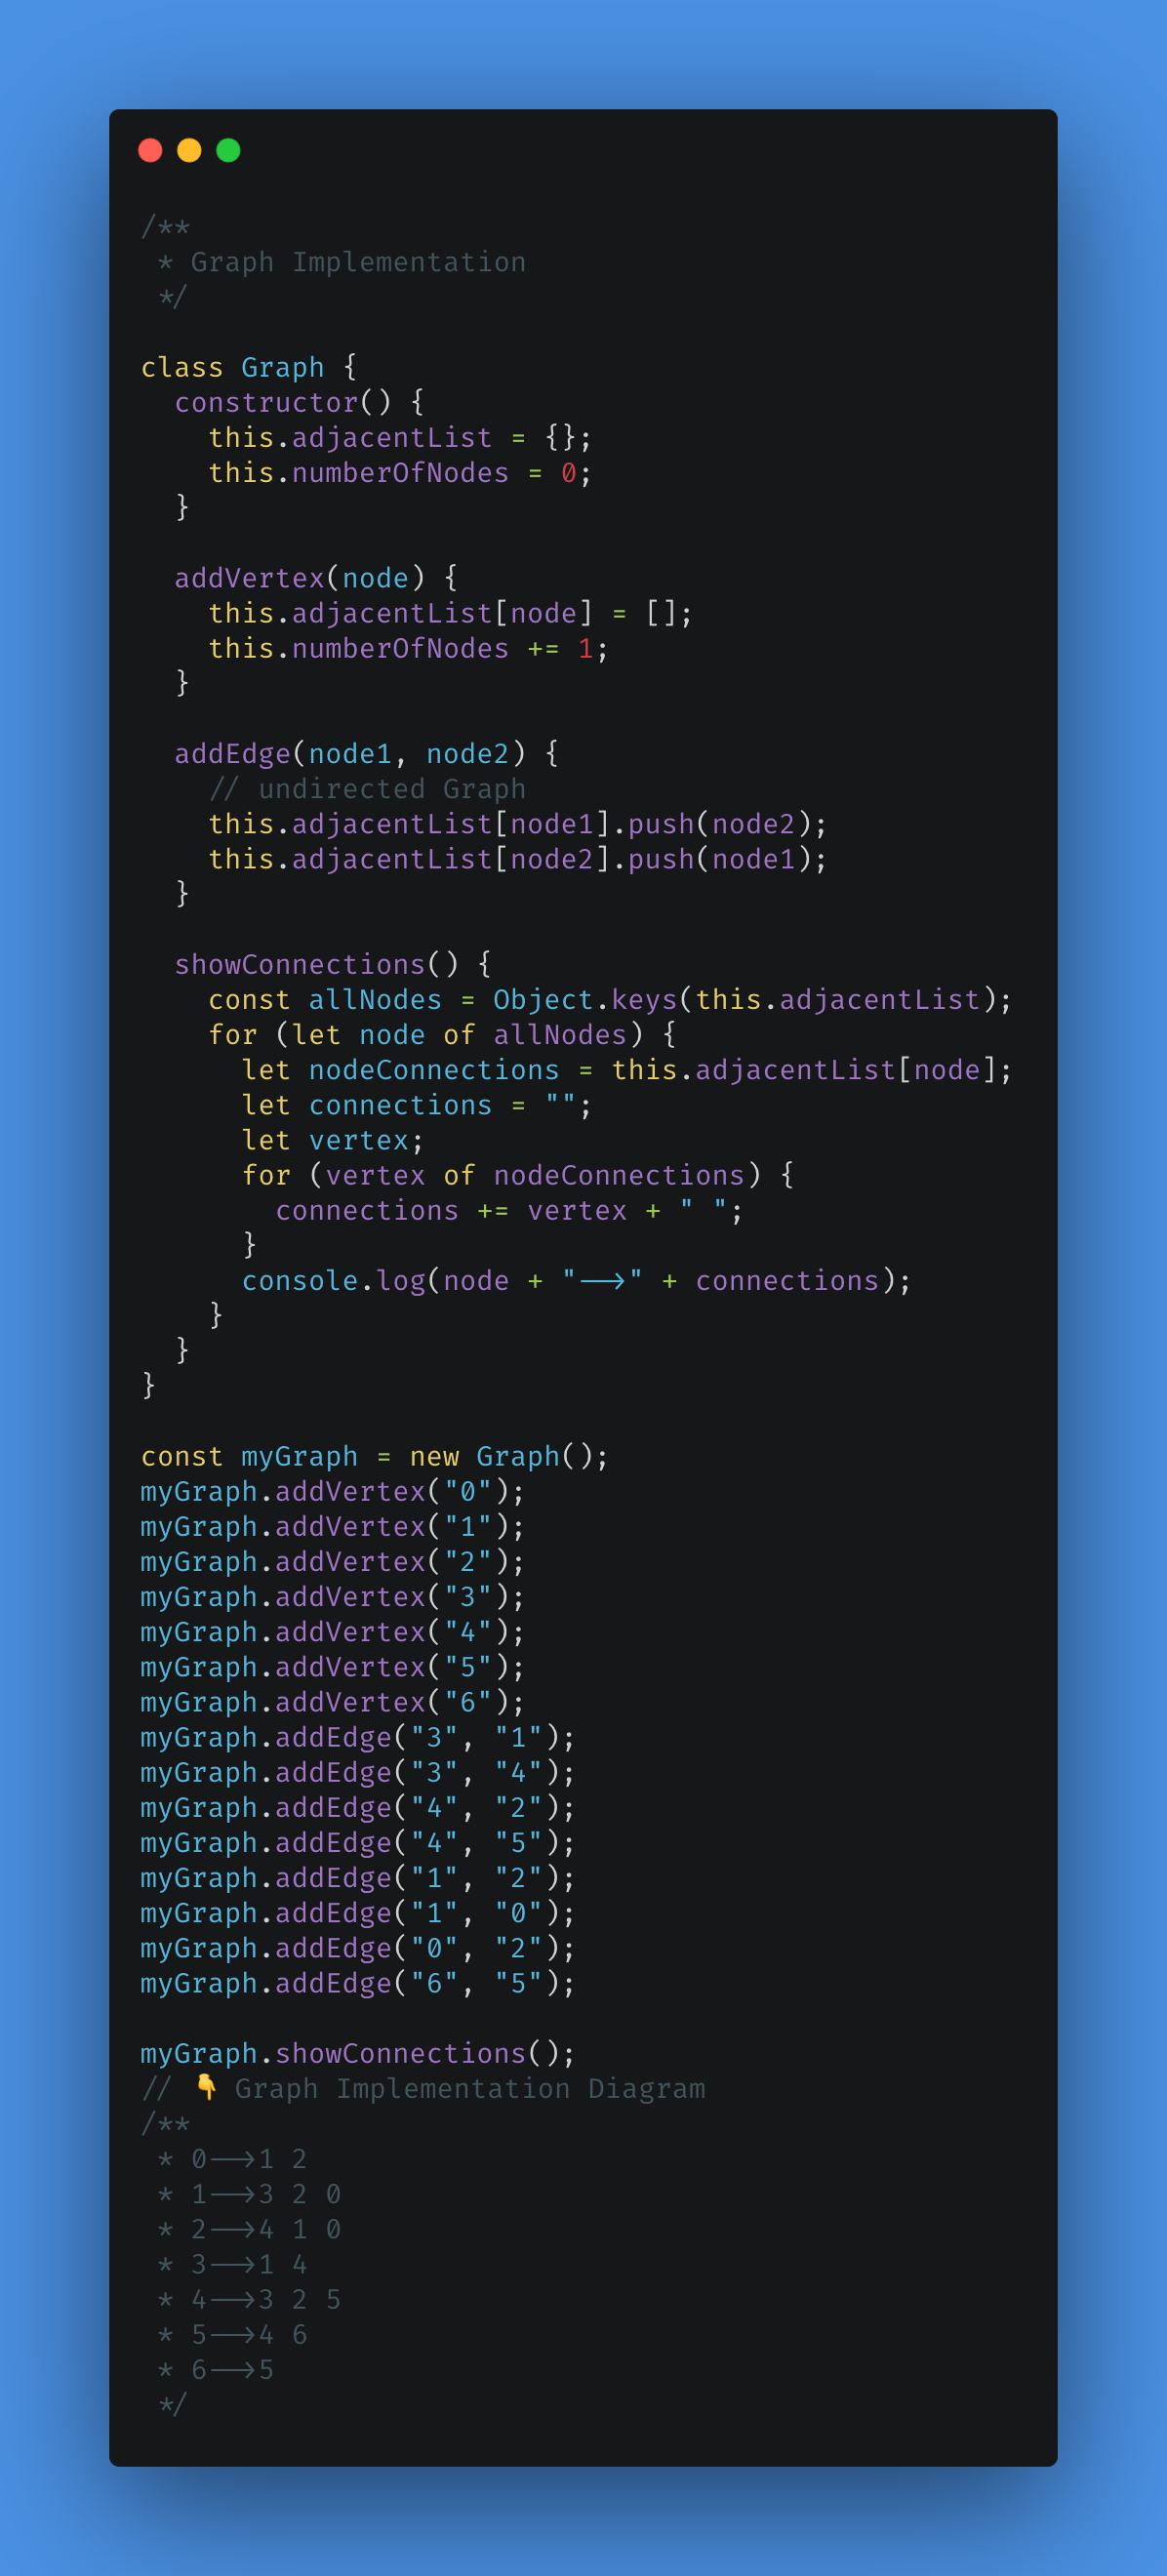 /**
 * Graph Implementation
 */

class Graph {
  constructor() {
    this.adjacentList = {};
    this.numberOfNodes = 0;
  }

  addVertex(node) {
    this.adjacentList[node] = [];
    this.numberOfNodes += 1;
  }

  addEdge(node1, node2) {
    // undirected Graph
    this.adjacentList[node1].push(node2);
    this.adjacentList[node2].push(node1);
  }

  showConnections() {
    const allNodes = Object.keys(this.adjacentList);
    for (let node of allNodes) {
      let nodeConnections = this.adjacentList[node];
      let connections = "";
      let vertex;
      for (vertex of nodeConnections) {
        connections += vertex + " ";
      }
      console.log(node + "-->" + connections);
    }
  }
}

const myGraph = new Graph();
myGraph.addVertex("0");
myGraph.addVertex("1");
myGraph.addVertex("2");
myGraph.addVertex("3");
myGraph.addVertex("4");
myGraph.addVertex("5");
myGraph.addVertex("6");
myGraph.addEdge("3", "1");
myGraph.addEdge("3", "4");
myGraph.addEdge("4", "2");
myGraph.addEdge("4", "5");
myGraph.addEdge("1", "2");
myGraph.addEdge("1", "0");
myGraph.addEdge("0", "2");
myGraph.addEdge("6", "5");

myGraph.showConnections();
// 👇 Graph Implementation Diagram
/**
 * 0-->1 2
 * 1-->3 2 0
 * 2-->4 1 0
 * 3-->1 4
 * 4-->3 2 5
 * 5-->4 6
 * 6-->5
 */